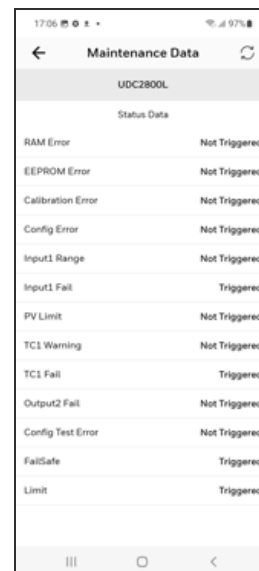 17:06 97%
Maintenance Data
UDC2800L
Status Data
RAM Error Not Triggered
EEPROM Error Not Triggered
Calibration Error Not Triggered
Config Error Not Triggered
Input1 Range Not Triggered
Input1 Fail Triggered
PV Limit Not Triggered
TC1 Warning Not Triggered
TC1 Fail Triggered
Output2 Fail Not Triggered
Config Test Error Not Triggered
FailSafe Triggered
Limit Triggered